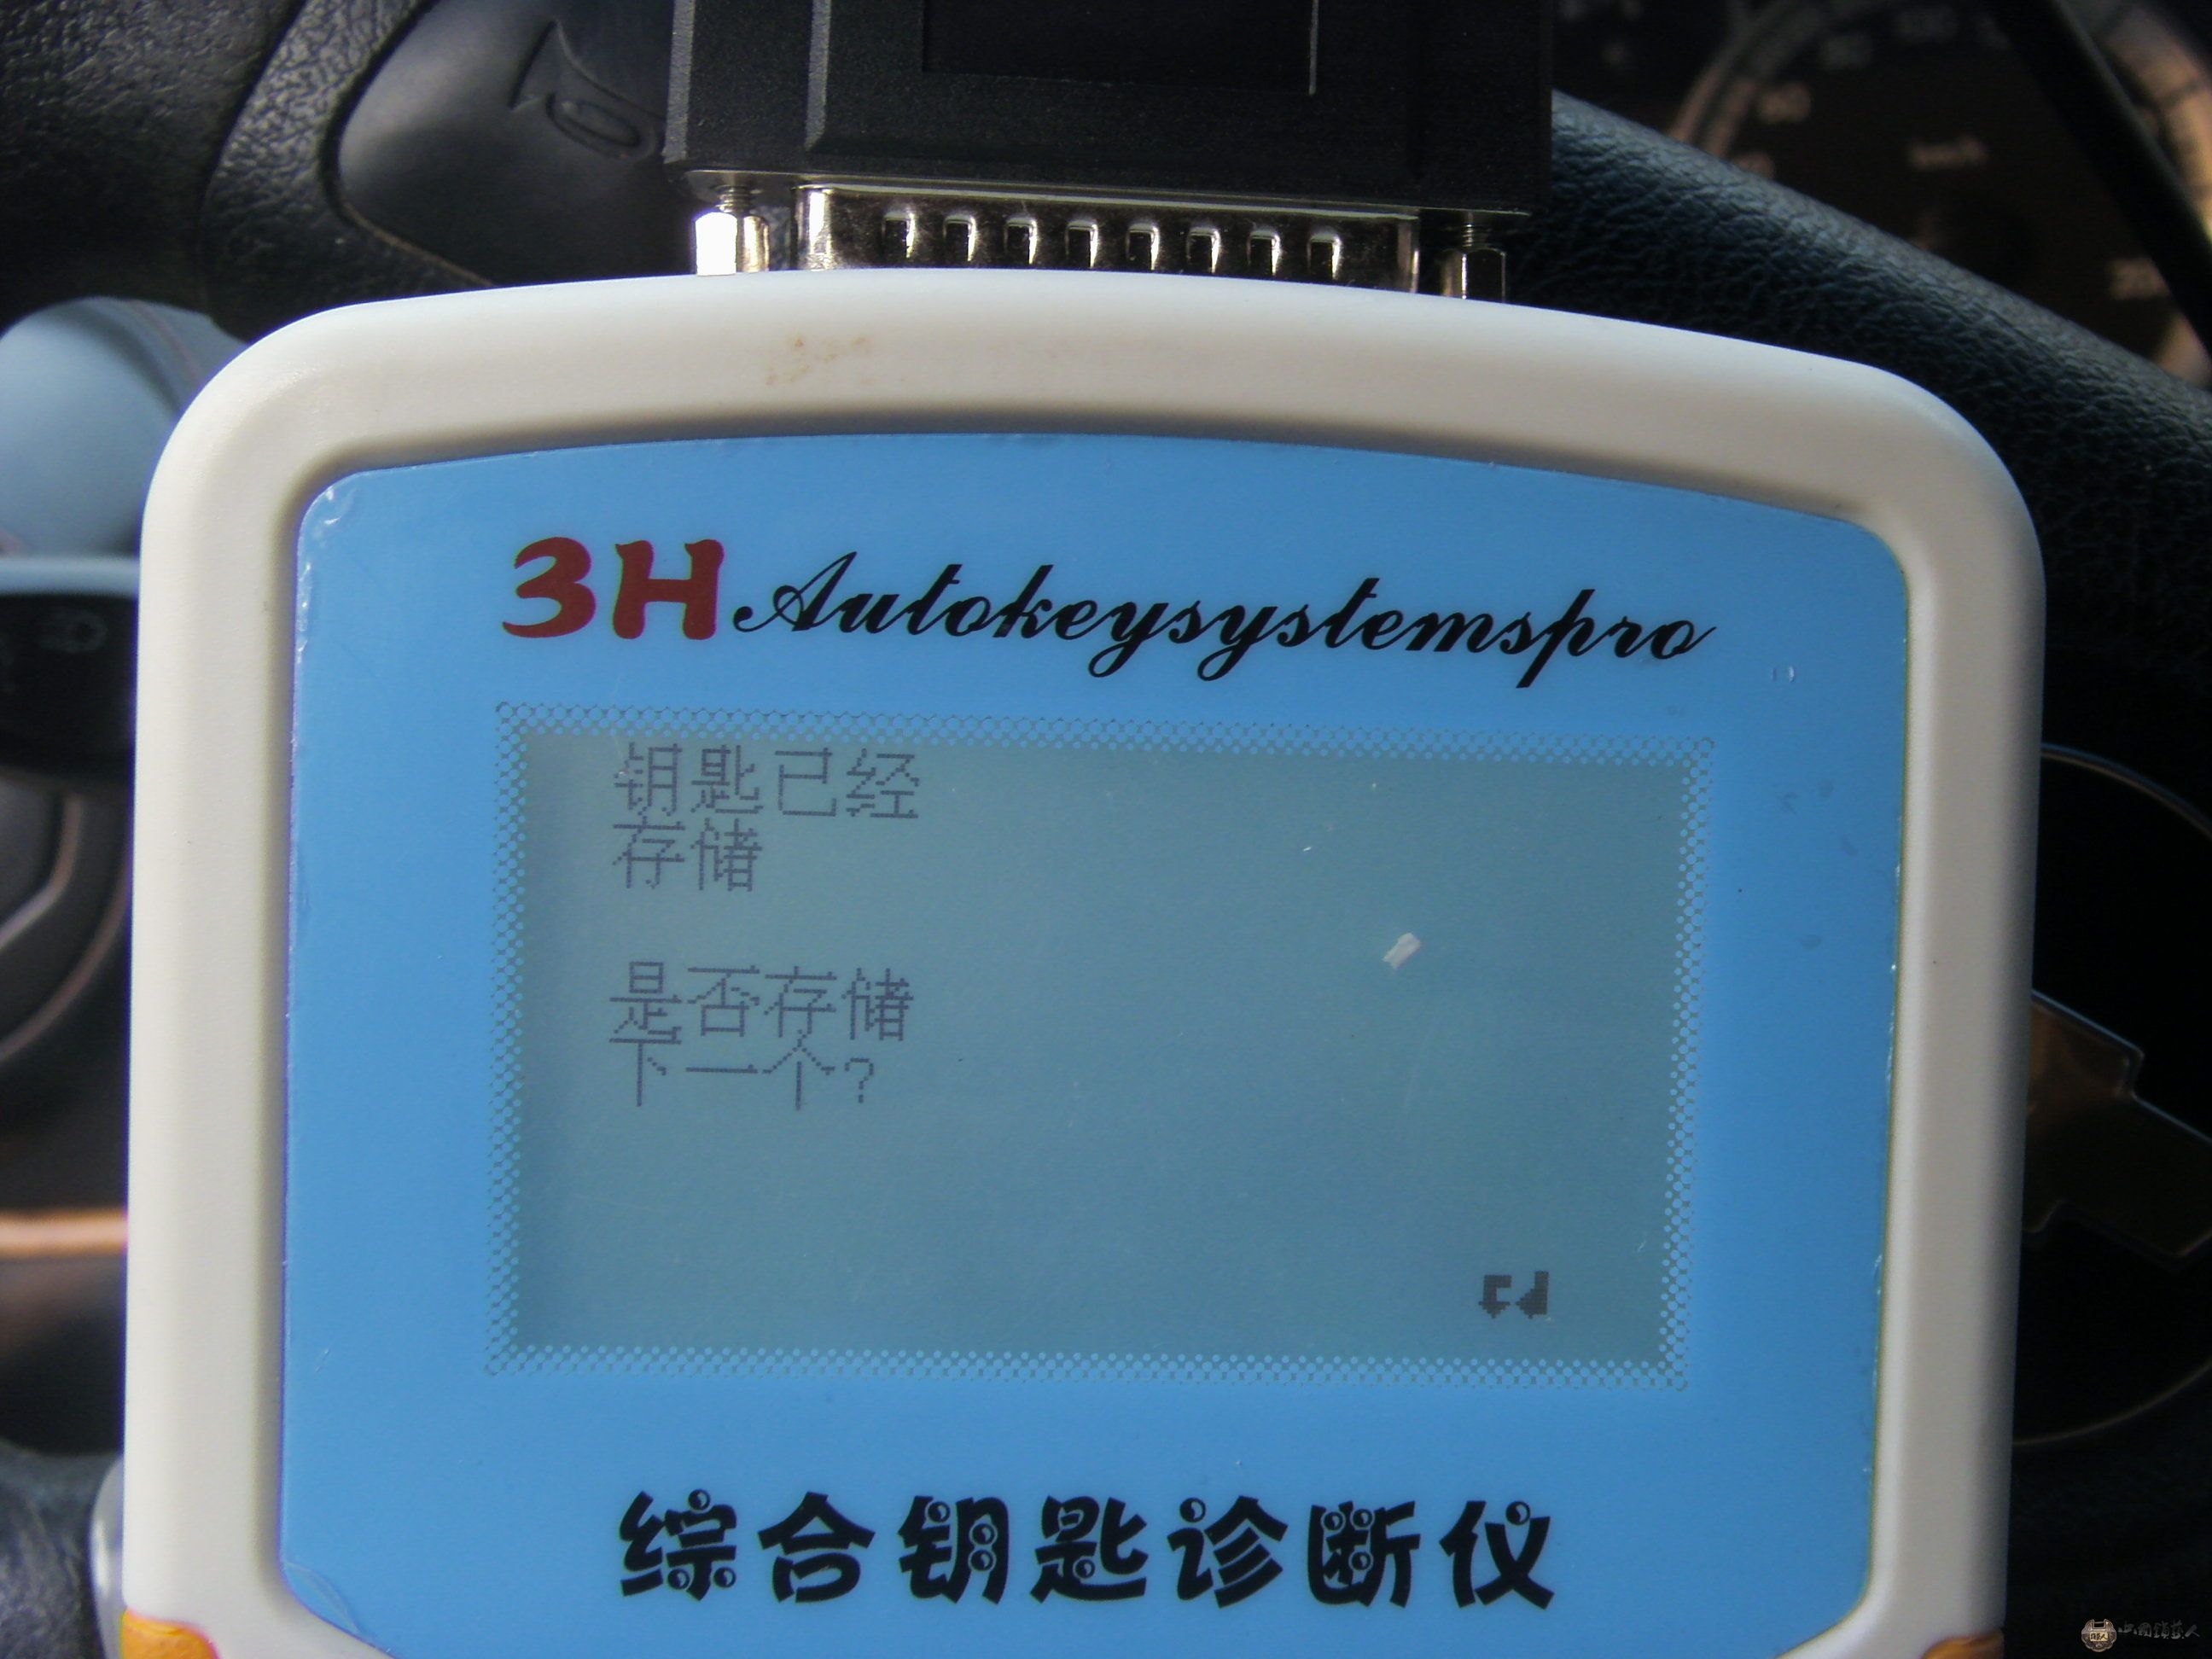 3H Autokeysystemspro
钥匙已经
存储
是否存储
下一个?
综合钥匙诊断仪